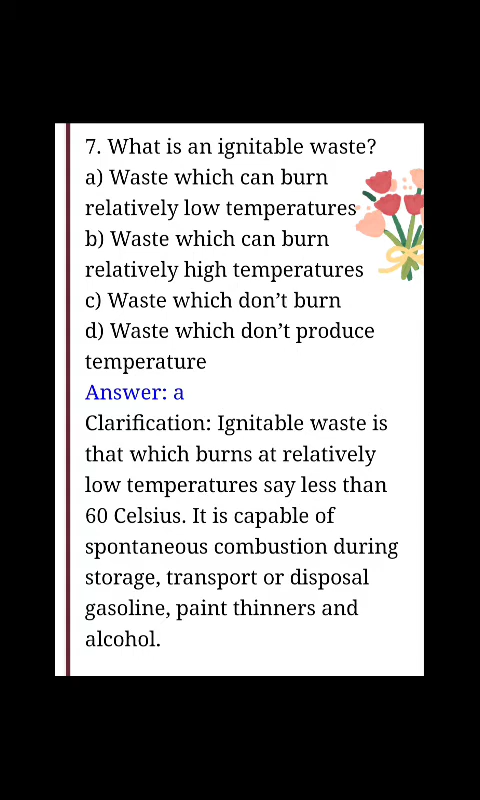 7. What is an ignitable waste?
a) Waste which can burn
relatively low temperatures
b) Waste which can burn
relatively high temperatures
c) Waste which don’t burn
d) Waste which don’t produce
temperature
Answer: a
Clarification: Ignitable waste is
that which burns at relatively
low temperatures say less than
60 Celsius. It is capable of
spontaneous combustion during
storage, transport or disposal
gasoline, paint thinners and
alcohol.